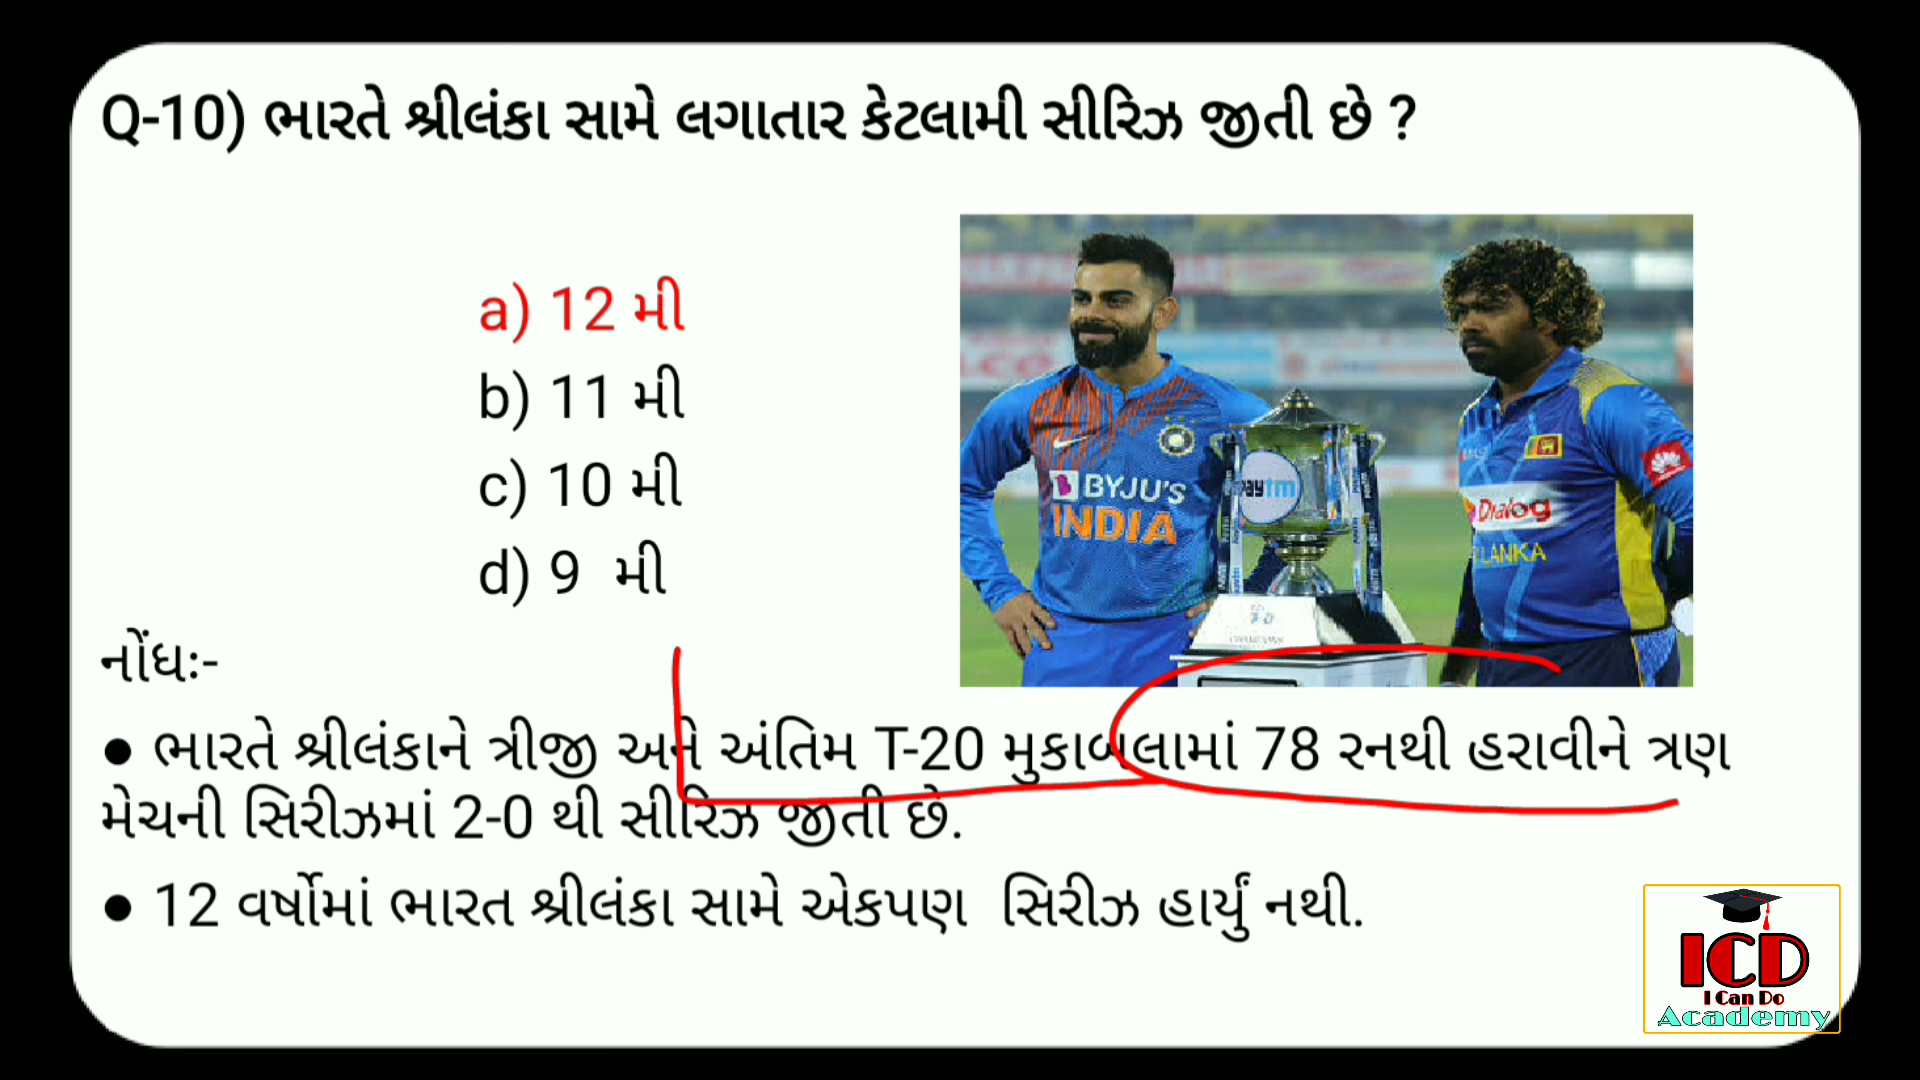 Q-10) ભારતે શ્રીલંકા સામે લગાતાર કેટલામી સીરિઝ જીતી છે ?
a) 12 મી
b) 11 મી
c) 10 મી
d) 9 મી
BYJU'S
INDIA
paytm
Dialog
LANKA
નોંધઃ-
● ભારતે શ્રીલંકાને ત્રીજી અને અંતિમ T-20 મુકાબલામાં 78 રનથી હરાવીને ત્રણ
મેચની સિરીઝમાં 2-0 થી સીરિઝ જીતી છે.
● 12 વર્ષોમાં ભારત શ્રીલંકા સામે એકપણ સિરીઝ હાર્યું નથી.
ICD
I Can Do
Academy